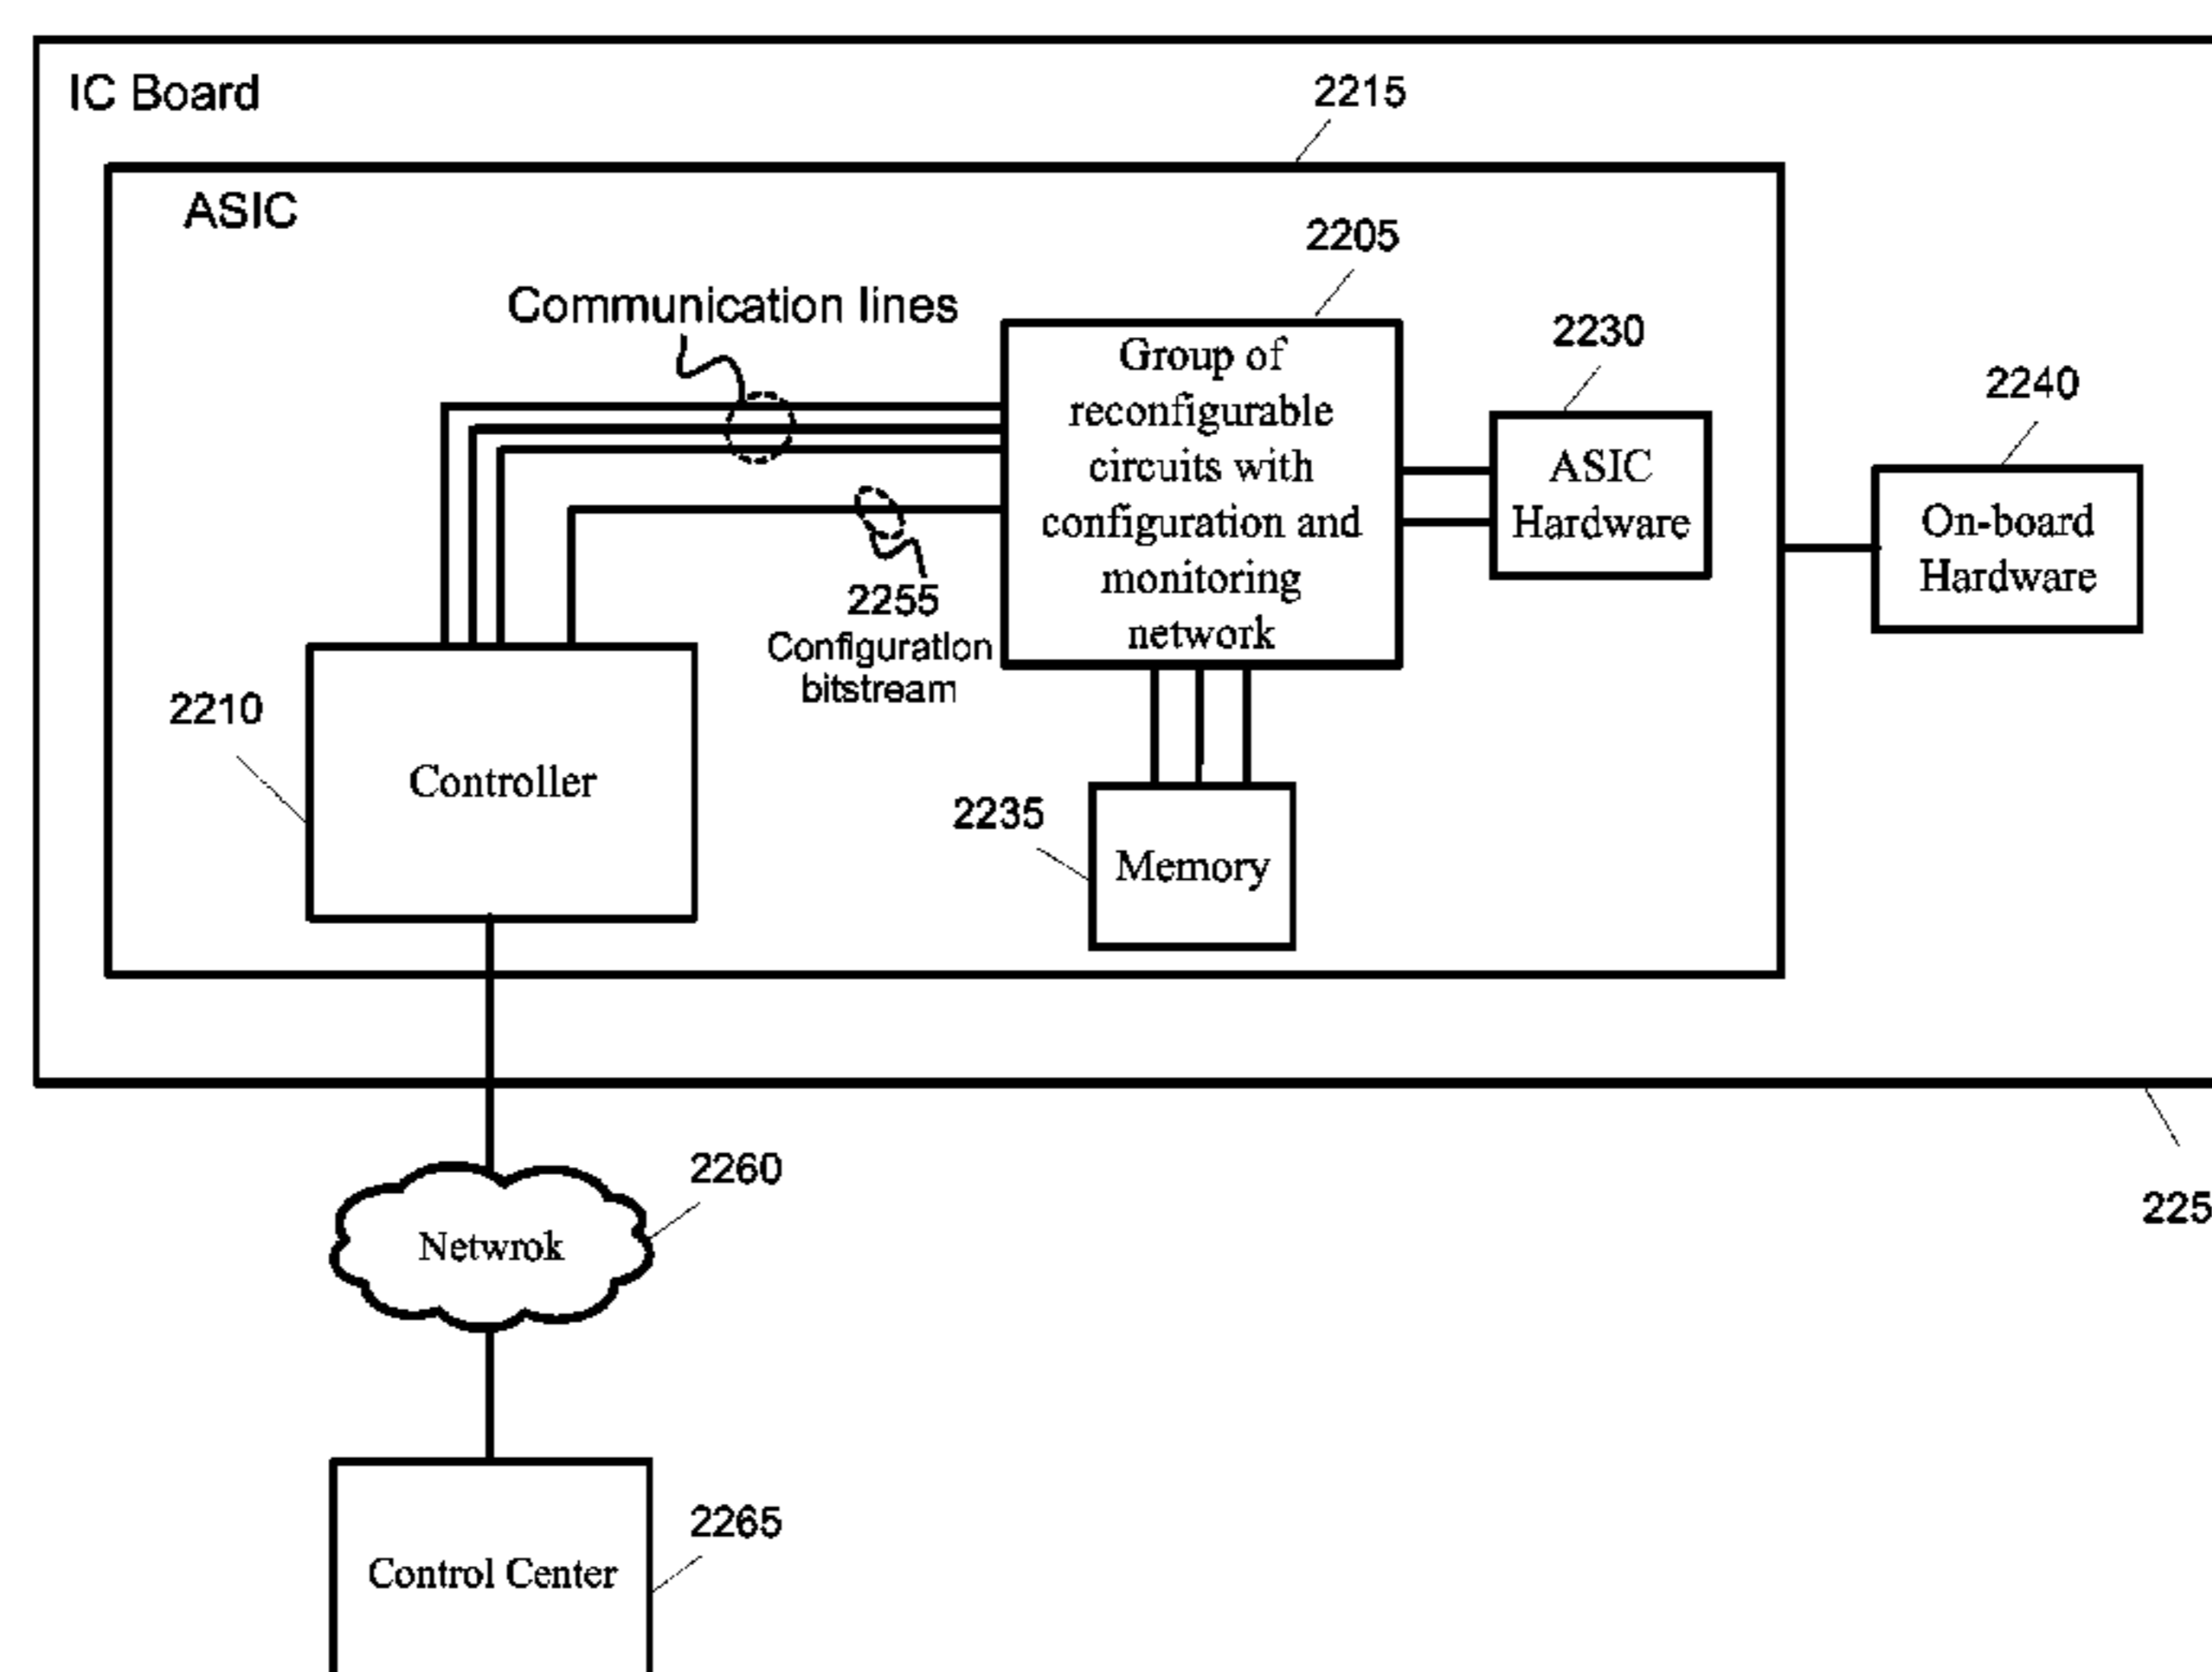 IC Board
2215
ASIC
2205
Communication lines
2230
2240
Group of
reconfigurable
circuits with
configuration and
monitoring
network
ASIC
Hardware
On-board
Hardware
2255
Configuration
bitstream
2210
Controller
2235
Memory
2260
225
Netwrok
2265
Control Center